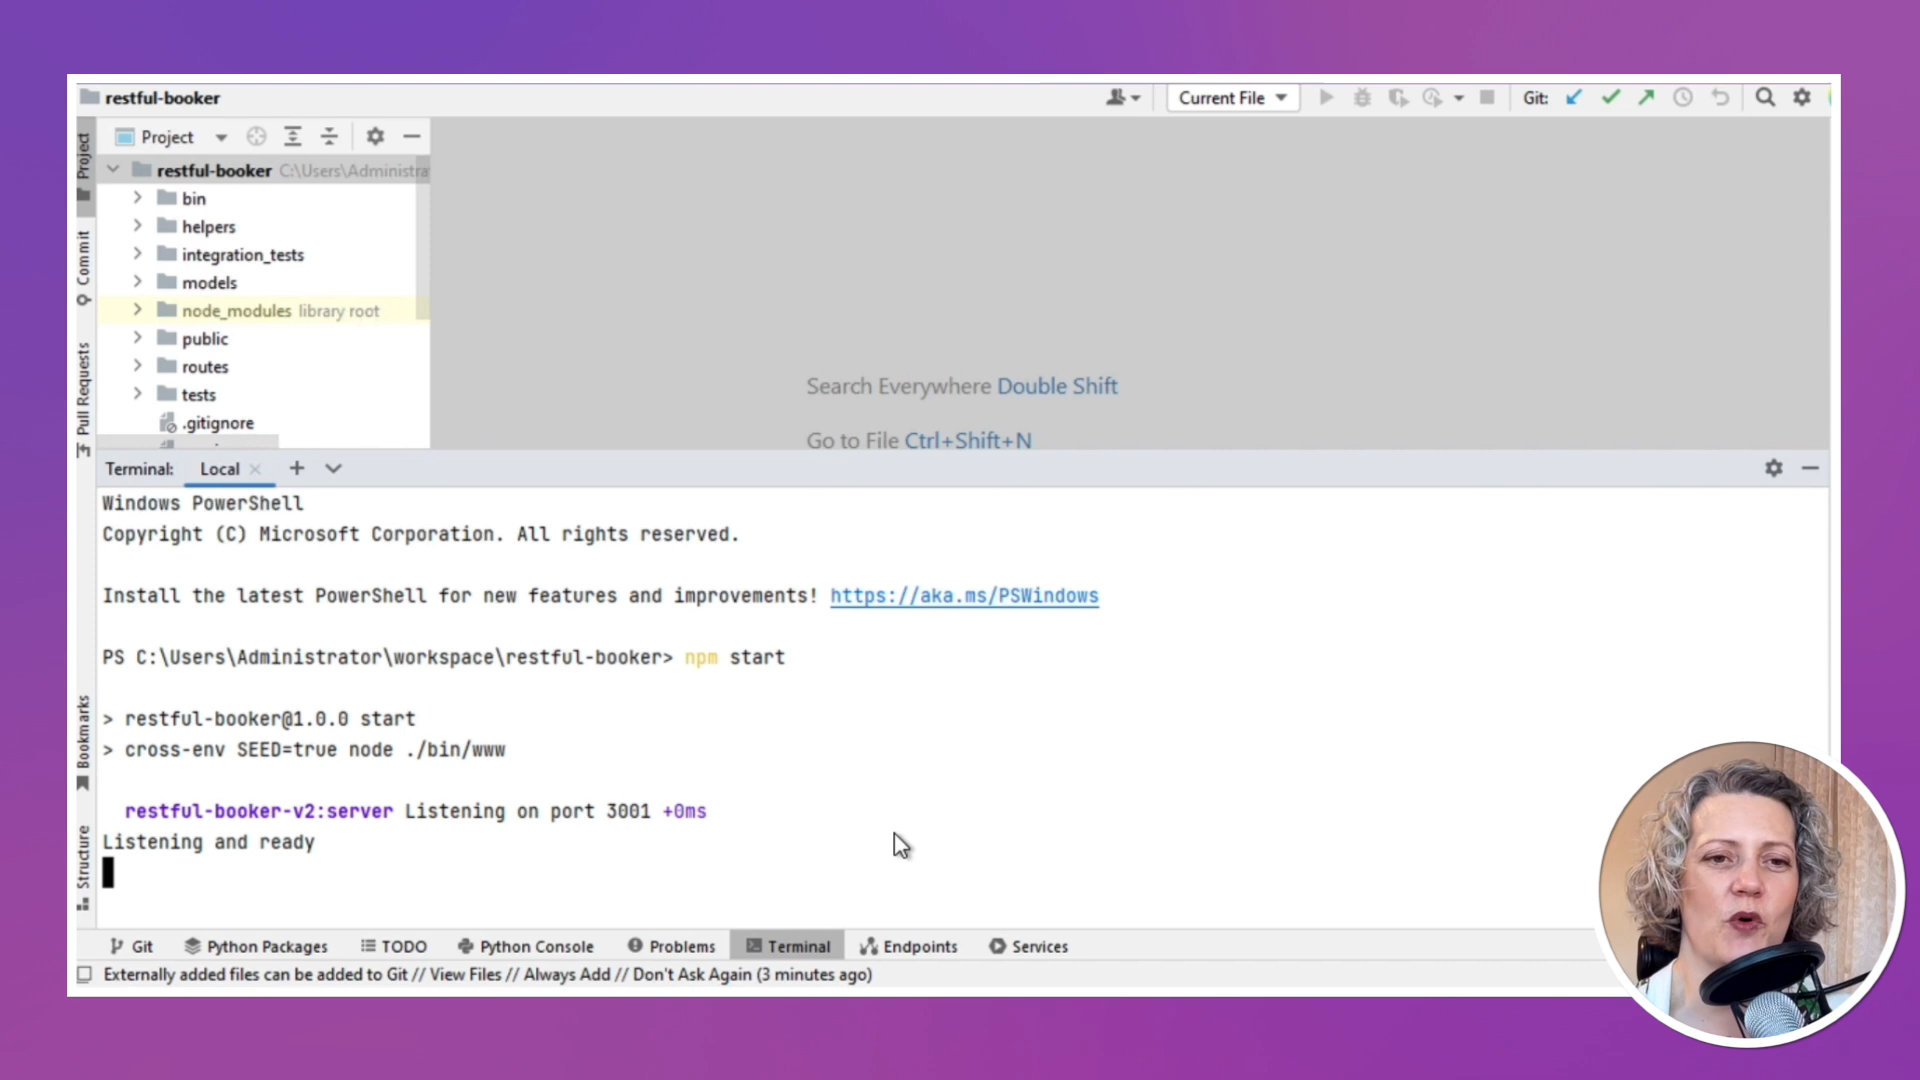 restful-booker
Current File
Git:
Project
Project
restful-booker C:\Users\Administra
bin
helpers
integration_tests
models
node_modules library root
public
routes
tests
.gitignore
Commit
Pull Requests
Search Everywhere Double Shift
Go to File Ctrl+Shift+N
Terminal: Local
Windows PowerShell
Copyright (C) Microsoft Corporation. All rights reserved.
Install the latest PowerShell for new features and improvements! https://aka.ms/PSWindows
PS C:\Users\Administrator\workspace\restful-booker> npm start
> restful-booker@1.0.0 start
> cross-env SEED=true node ./bin/www
restful-booker-v2:server Listening on port 3001 +0ms
Listening and ready
Bookmarks
Structure
Git Python Packages TODO Python Console Problems Terminal Endpoints Services
Externally added files can be added to Git // View Files // Always Add // Don't Ask Again (3 minutes ago)